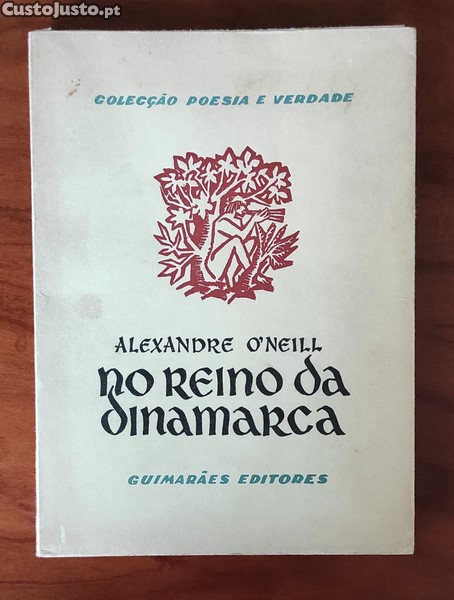 CustoJusto.pt
COLECÇÃO POESIA E VERDADE
ALEXANDRE O'NEILL
NO REINO DA
DINAMARCA
GUIMARÃES EDITORES